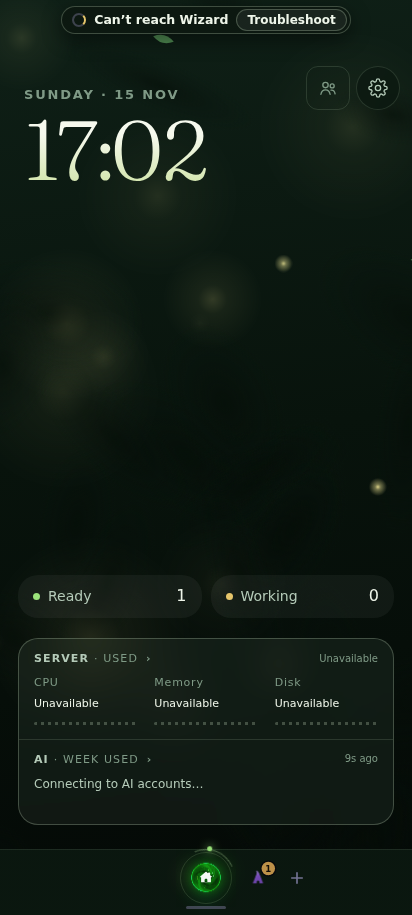 Can’t reach Wizard Troubleshoot
SUNDAY · 15 NOV
17:02
Ready 1
Working 0
SERVER · USED › Unavailable
CPU Memory Disk
Unavailable Unavailable Unavailable
AI · WEEK USED › 9s ago
Connecting to AI accounts…
1